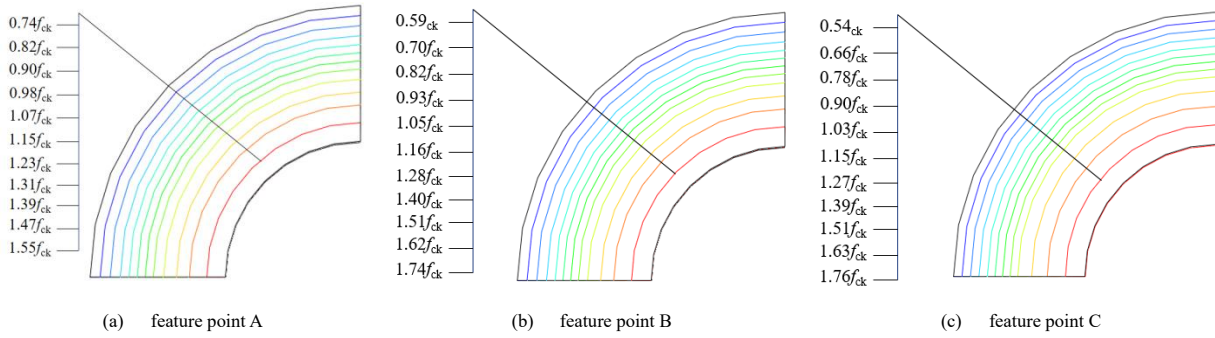 0.74fck
0.82fck
0.90fck
0.98fck
1.07fck
1.15fck
1.23fck
1.31fck
1.39fck
1.47fck
1.55fck
(a) feature point A
0.59ck
0.70fck
0.82fck
0.93fck
1.05fck
1.16fck
1.28fck
1.40fck
1.51fck
1.62fck
1.74fck
(b) feature point B
0.54ck
0.66fck
0.78fck
0.90fck
1.03fck
1.15fck
1.27fck
1.39fck
1.51fck
1.63fck
1.76fck
(c) feature point C